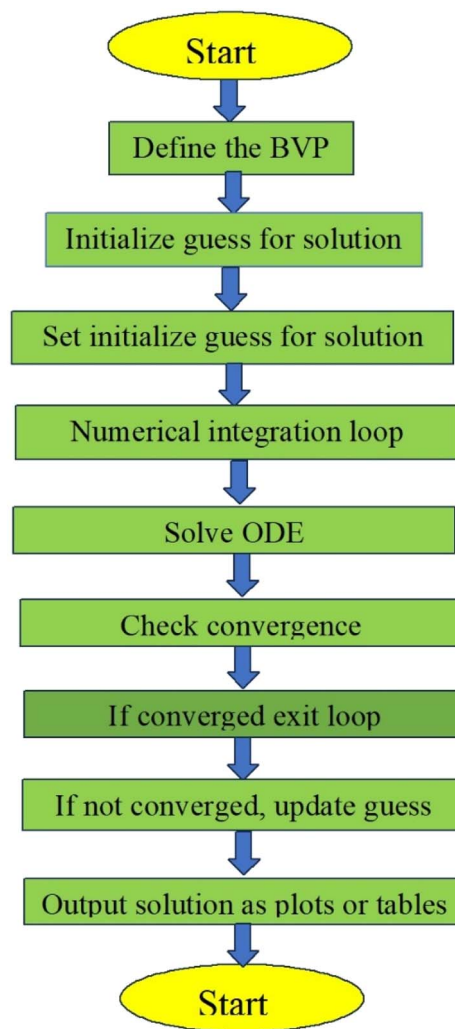 Start
Define the BVP
Initialize guess for solution
Set initialize guess for solution
Numerical integration loop
Solve ODE
Check convergence
If converged exit loop
If not converged, update guess
Output solution as plots or tables
Start